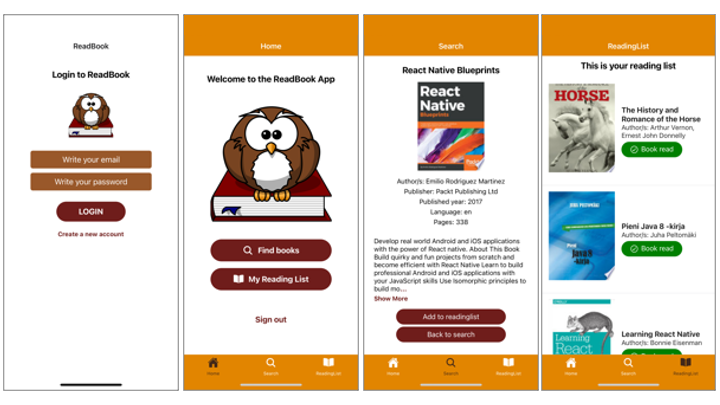 ReadBook
Login to ReadBook
Write your email
Write your password
LOGIN
Create a new account
Home
Welcome to the ReadBook App
Find books
My Reading List
Sign out
Home
Search
ReadingList
Search
React Native Blueprints
React
Native
Blueprints
Author/s: Emilio Rodriguez Martinez
Publisher: Packt Publishing Ltd
Published year: 2017
Language: en
Pages: 338
Develop real world Android and iOS applications
with the power of React native. About This Book
Build quirky and fun projects from scratch and
become efficient with React Native Learn to build
professional Android and iOS applications with
your JavaScript skills Use Isomorphic principles to
build mo...
Show More
Add to readinglist
Back to search
Home
Search
ReadingList
ReadingList
This is your reading list
HORSE
The History and
Romance of the Horse
Author/s: Arthur Vernon,
Ernest John Donnelly
Book read
JUHA PELTOMÄKI
Pieni
Java 8
-kirja
Pieni Java 8 -kirja
Author/s: Juha Peltomäki
Book read
Learning
React
Learning React Native
Author/s: Bonnie Eisenman
Home
Search
ReadingList